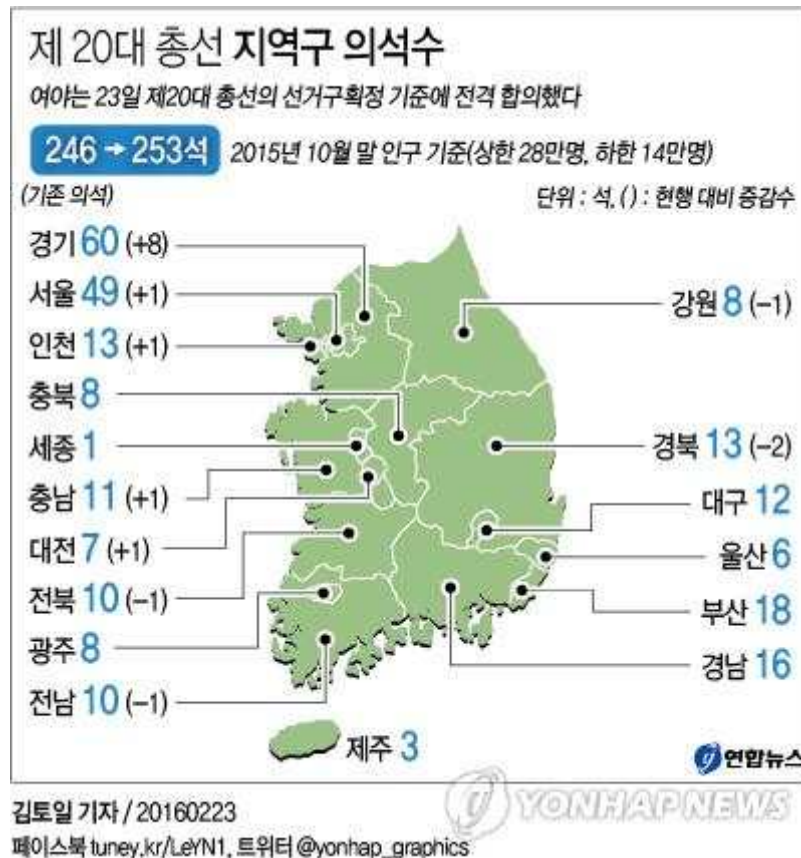 제 20대 총선 지역구 의석수
여야는 23일 제20대 총선의 선거구획정 기준에 전격 합의했다
246 → 253석 2015년 10월 말 인구 기준(상한 28만명, 하한 14만명)
(기존 의석) 단위 : 석, ( ) : 현행 대비 증감수
경기 60 (+8)
서울 49 (+1)
강원 8 (-1)
인천 13 (+1)
충북 8
세종 1
경북 13 (-2)
충남 11 (+1)
대구 12
대전 7 (+1)
울산 6
전북 10 (-1)
부산 18
광주 8
경남 16
전남 10 (-1)
제주 3
연합뉴스
YONHAP NEWS
김토일 기자 / 20160223
페이스북 tuney.kr/LeYN1, 트위터 @yonhap_graphics